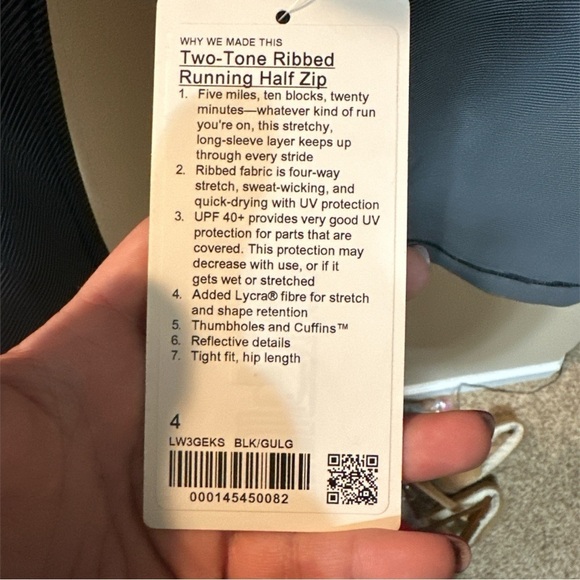 WHY WE MADE THIS
Two-Tone Ribbed
Running Half Zip
1. Five miles, ten blocks, twenty
minutes—whatever kind of run
you're on, this stretchy,
long-sleeve layer keeps up
through every stride
2. Ribbed fabric is four-way
stretch, sweat-wicking, and
quick-drying with UV protection
3. UPF 40+ provides very good UV
protection for parts that are
covered. This protection may
decrease with use, or if it
gets wet or stretched
4. Added Lycra® fibre for stretch
and shape retention
5. Thumbholes and Cuffins™
6. Reflective details
7. Tight fit, hip length
4
LW3GEKS BLK/GULG
000145450082